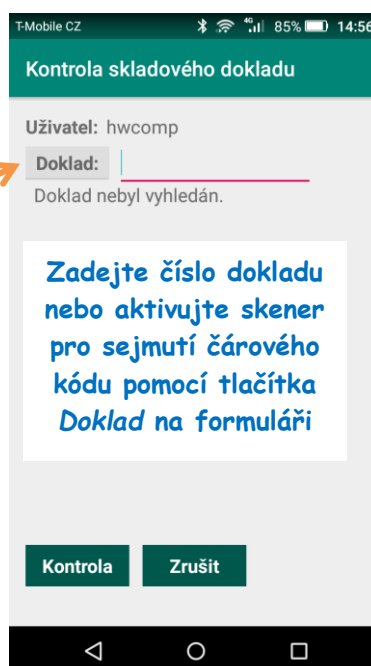 T-Mobile CZ 4G 85% 14:56
Kontrola skladového dokladu
Uživatel: hwcomp
Doklad:
Doklad nebyl vyhledán.
Zadejte číslo dokladu
nebo aktivujte skener
pro sejmutí čárového
kódu pomocí tlačítka
Doklad na formuláři
Kontrola Zrušit